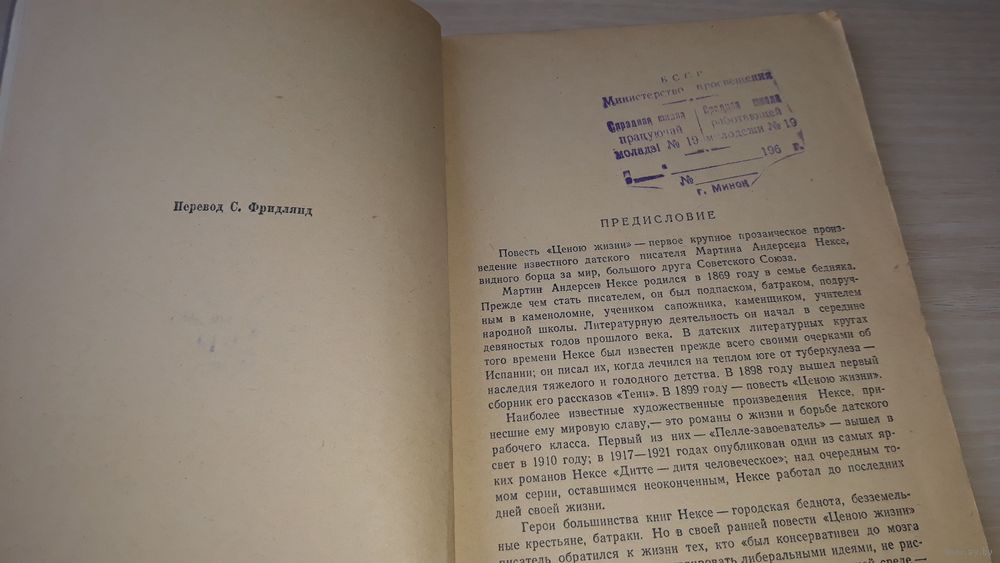 Перевод С. Фридлянд
БССР
Министерство просвещения
Сярэдняя школа
працуючай
моладзі № 19
Средняя школа
работающей
молодежи № 19
196 г.
№
г. Минск
ПРЕДИСЛОВИЕ
Повесть «Ценою жизни» — первое крупное прозаическое произ-
ведение известного датского писателя Мартина Андерсена Нексе,
видного борца за мир, большого друга Советского Союза.
Мартин Андерсен Нексе родился в 1869 году в семье бедняка.
Прежде чем стать писателем, он был подпаском, батраком, подруч-
ным в каменоломне, учеником сапожника, каменщиком, учителем
народной школы. Литературную деятельность он начал в середине
девяностых годов прошлого века. В датских литературных кругах
того времени Нексе был известен прежде всего своими очерками об
Испании; он писал их, когда лечился на теплом юге от туберкулеза —
наследия тяжелого и голодного детства. В 1898 году вышел первый
сборник его рассказов «Тени». В 1899 году — повесть «Ценою жизни».
Наиболее известные художественные произведения Нексе, при-
несшие ему мировую славу,— это романы о жизни и борьбе датского
рабочего класса. Первый из них — «Пелле-завоеватель» — вышел в
свет в 1910 году; в 1917—1921 годах опубликован один из самых яр-
ких романов Нексе «Дитте — дитя человеческое»; над очередным то-
мом серии, оставшимся неоконченным, Нексе работал до последних
дней своей жизни.
Герои большинства книг Нексе — городская беднота, безземель-
ные крестьяне, батраки. Но в своей ранней повести «Ценою жизни»
писатель обратился к жизни тех, кто «был консервативен до мозга
либеральными идеями, не рис-
среде —